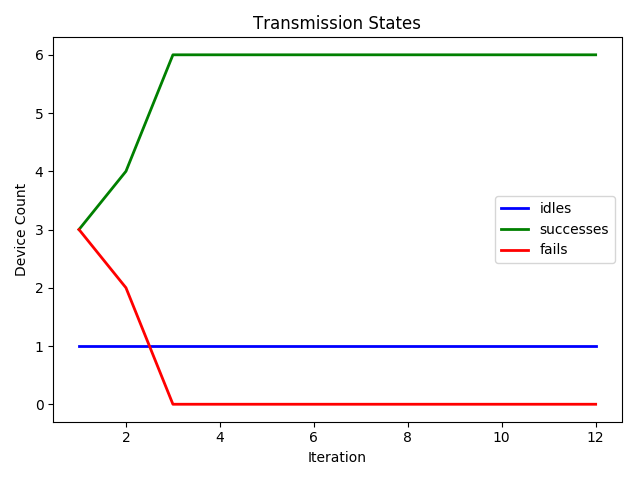 Transmission States
Device Count
6
5
4
3
2
1
0
idles
successes
fails
2 4 6 8 10 12
Iteration